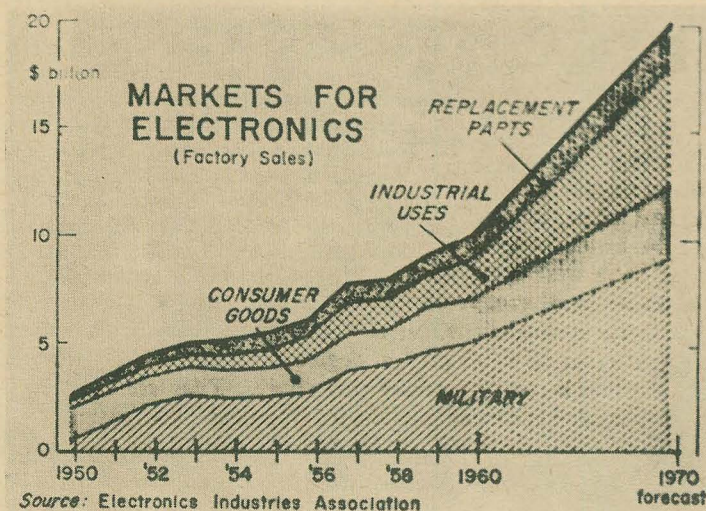 20
$ billion
MARKETS FOR
ELECTRONICS
(Factory Sales)
REPLACEMENT
PARTS
15
INDUSTRIAL
USES
10
CONSUMER
GOODS
5
MILITARY
0
1950 '52 '54 '56 '58 1960 1970
forecast
Source: Electronics Industries Association